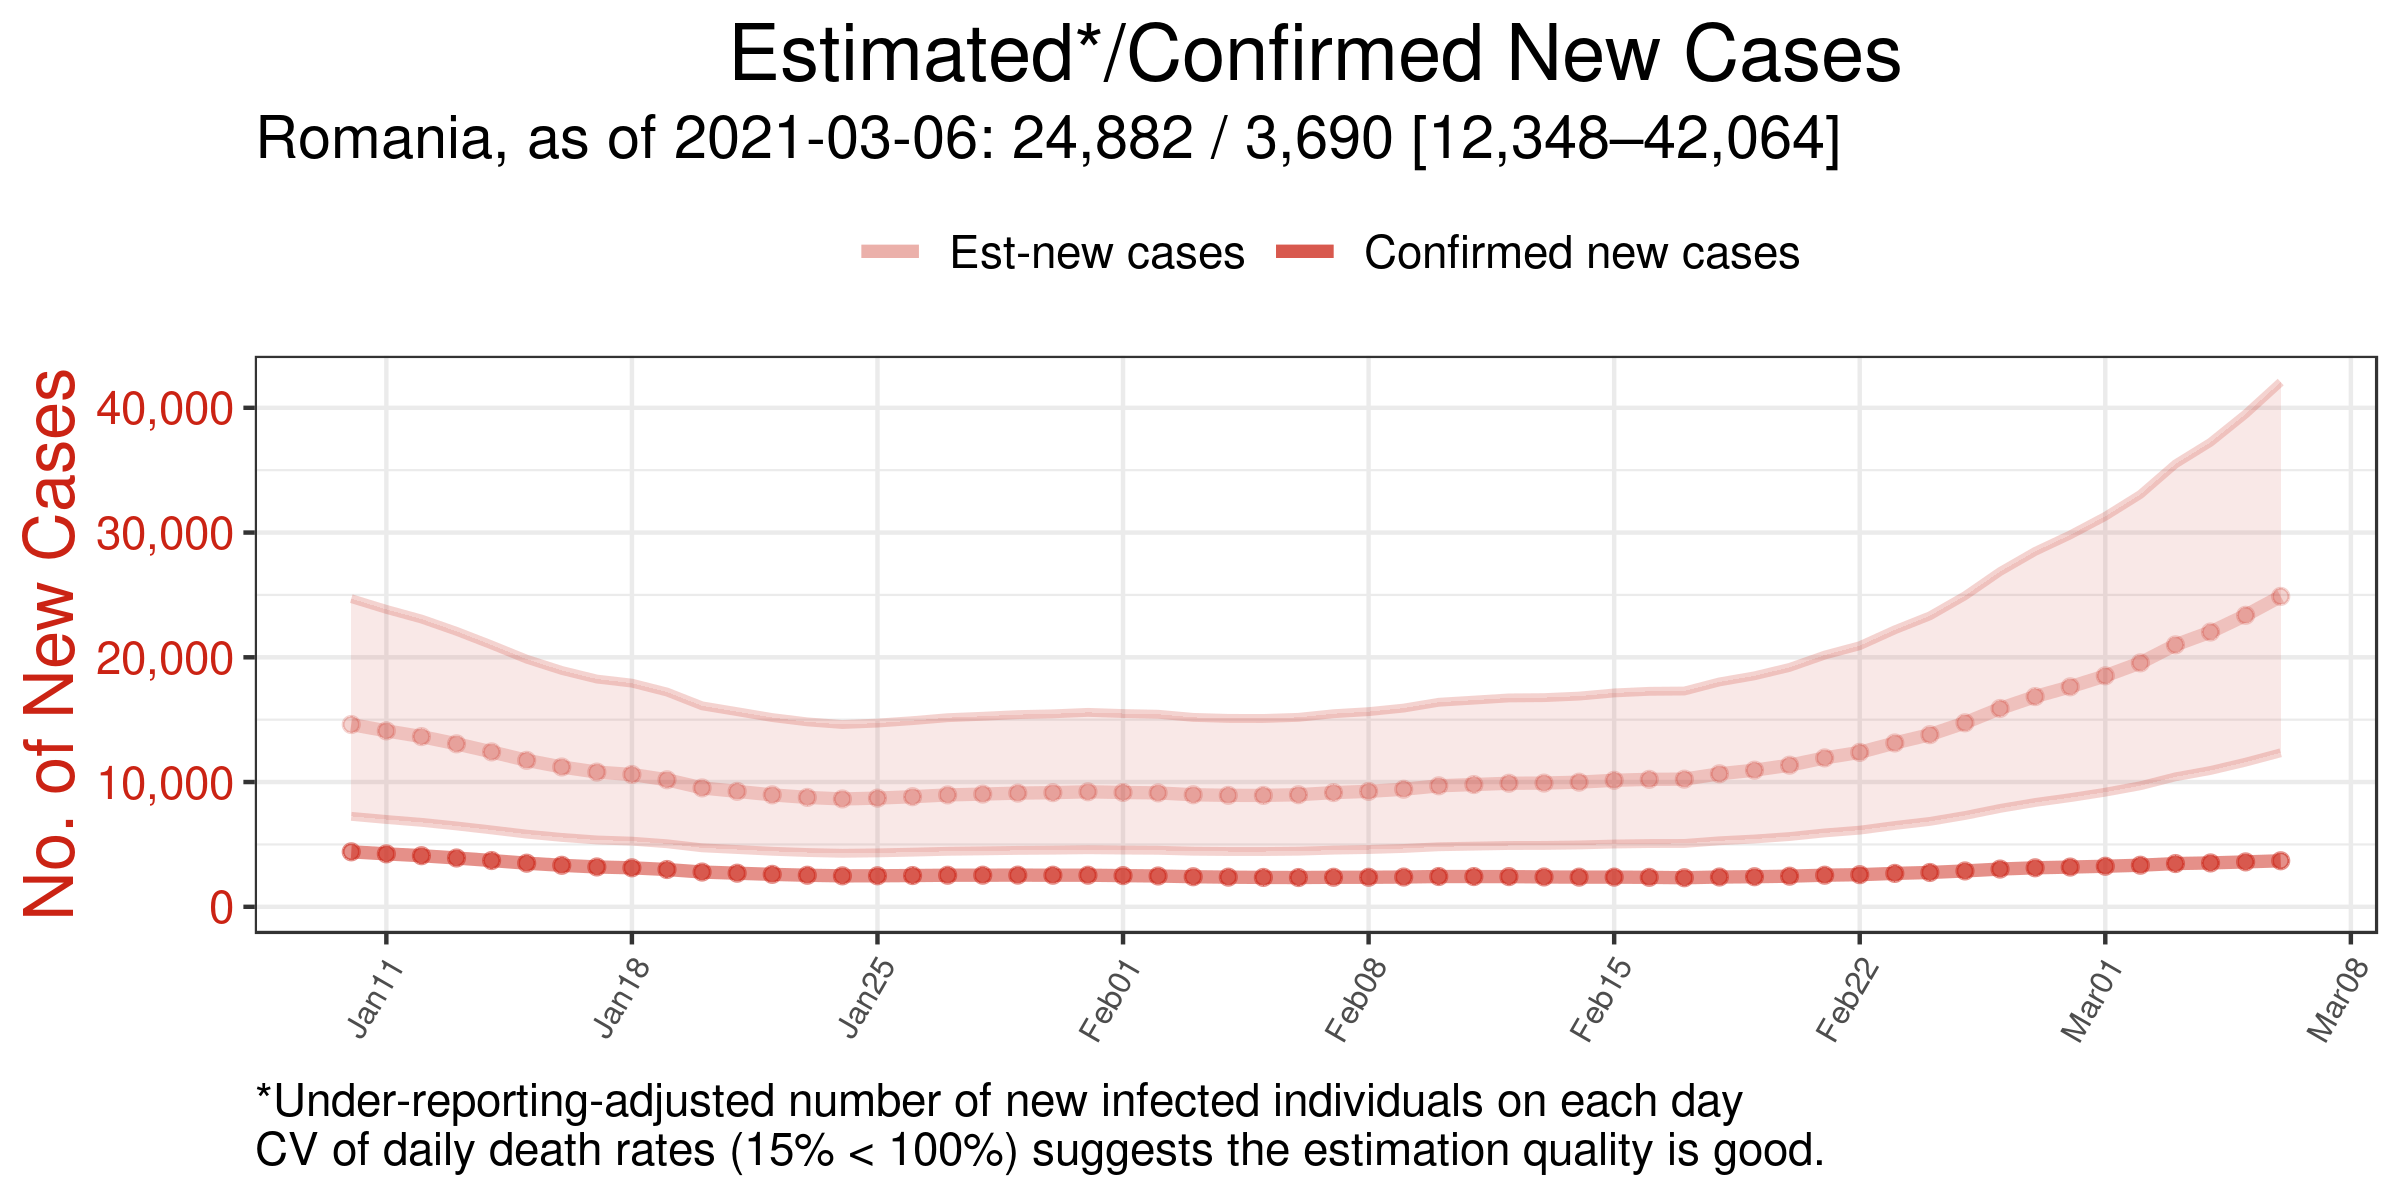 Estimated*/Confirmed New Cases
Romania, as of 2021-03-06: 24,882 / 3,690 [12,348–42,064]
Est-new cases
Confirmed new cases
No. of New Cases
40,000
30,000
20,000
10,000
0
Jan11
Jan18
Jan25
Feb01
Feb08
Feb15
Feb22
Mar01
Mar08
*Under-reporting-adjusted number of new infected individuals on each day
CV of daily death rates (15% < 100%) suggests the estimation quality is good.